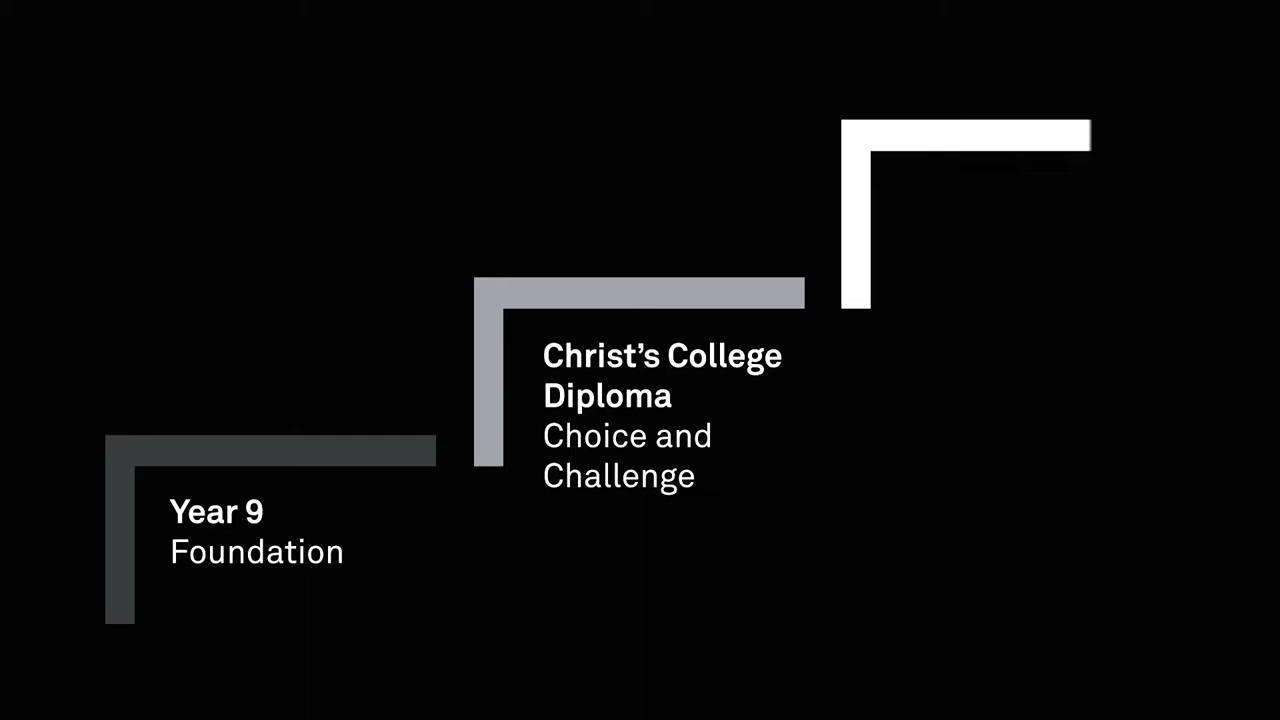 Year 9
Foundation
Christ’s College
Diploma
Choice and
Challenge